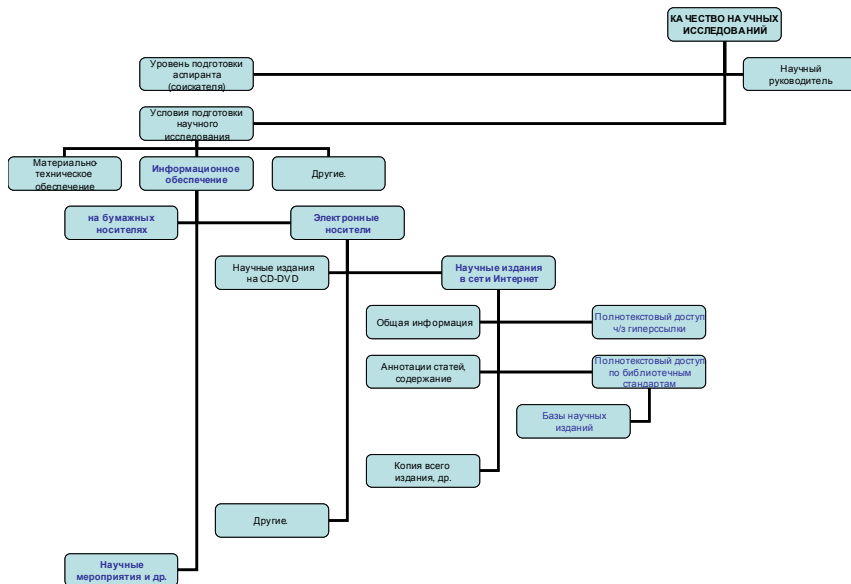 КАЧЕСТВО НАУЧНЫХ
ИССЛЕДОВАНИЙ
Уровень подготовки
аспиранта
(соискателя)
Научный
руководитель
Условия подготовки
научного
исследования
Материально-
техническое
обеспечение
Информационное
обеспечение
Другие.
на бумажных
носителях
Электронные
носители
Научные издания
на CD-DVD
Научные издания
в сети Интернет
Общая информация
Полнотекстовый доступ
ч/з гиперссылки
Аннотации статей,
содержание
Полнотекстовый доступ
по библиотечным
стандартам
Базы научных
изданий
Копия всего
издания, др.
Другие.
Научные
мероприятия и др.